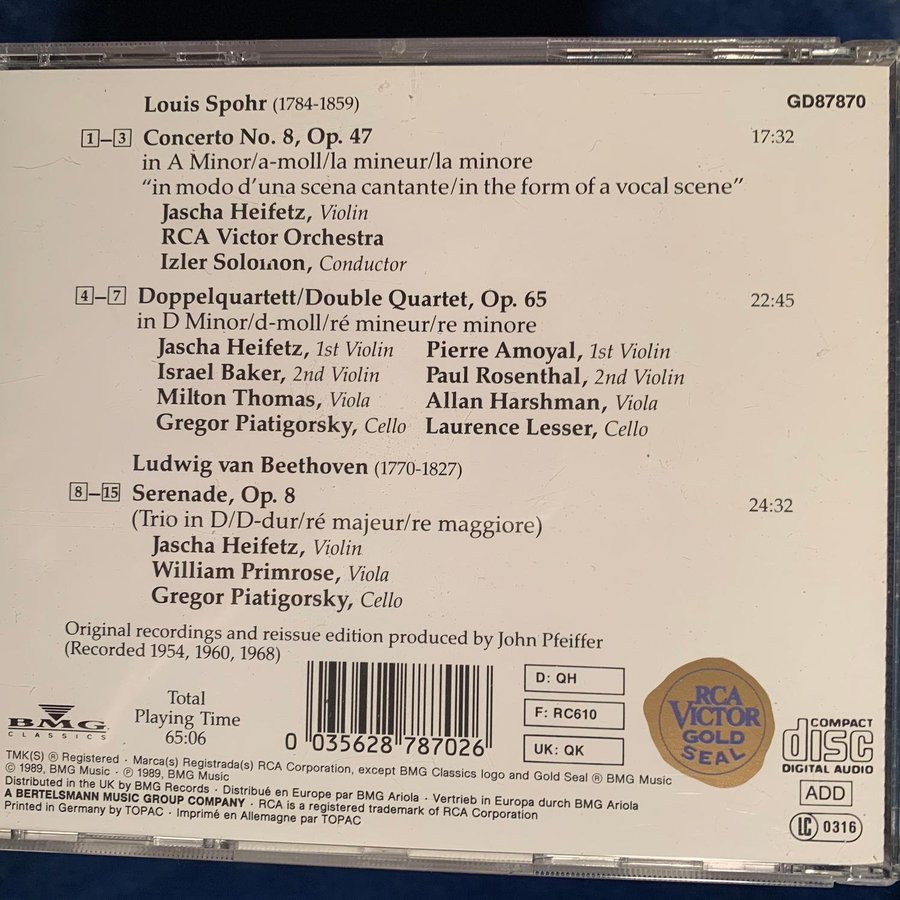 Louis Spohr (1784-1859)
GD87870
1–3 Concerto No. 8, Op. 47 17:32
in A Minor/a-moll/la mineur/la minore
“in modo d’una scena cantante/in the form of a vocal scene”
Jascha Heifetz, Violin
RCA Victor Orchestra
Izler Solomon, Conductor
4–7 Doppelquartett/Double Quartet, Op. 65 22:45
in D Minor/d-moll/ré mineur/re minore
Jascha Heifetz, 1st Violin Pierre Amoyal, 1st Violin
Israel Baker, 2nd Violin Paul Rosenthal, 2nd Violin
Milton Thomas, Viola Allan Harshman, Viola
Gregor Piatigorsky, Cello Laurence Lesser, Cello
Ludwig van Beethoven (1770-1827)
8–15 Serenade, Op. 8 24:32
(Trio in D/D-dur/ré majeur/re maggiore)
Jascha Heifetz, Violin
William Primrose, Viola
Gregor Piatigorsky, Cello
Original recordings and reissue edition produced by John Pfeiffer
(Recorded 1954, 1960, 1968)
BMG
CLASSICS
Total
Playing Time
65:06
0 035628 787026
D: QH
F: RC610
UK: QK
RCA
VICTOR
GOLD
SEAL
COMPACT
disc
DIGITAL AUDIO
ADD
LC 0316
TMK(S) ® Registered · Marca(s) Registrada(s) RCA Corporation, except BMG Classics logo and Gold Seal ® BMG Music
© 1989, BMG Music · ℗ 1989, BMG Music
Distributed in the UK by BMG Records · Distribué en Europe par BMG Ariola · Vertrieb in Europa durch BMG Ariola
A BERTELSMANN MUSIC GROUP COMPANY · RCA is a registered trademark of RCA Corporation
Printed in Germany by TOPAC · Imprimé en Allemagne par TOPAC